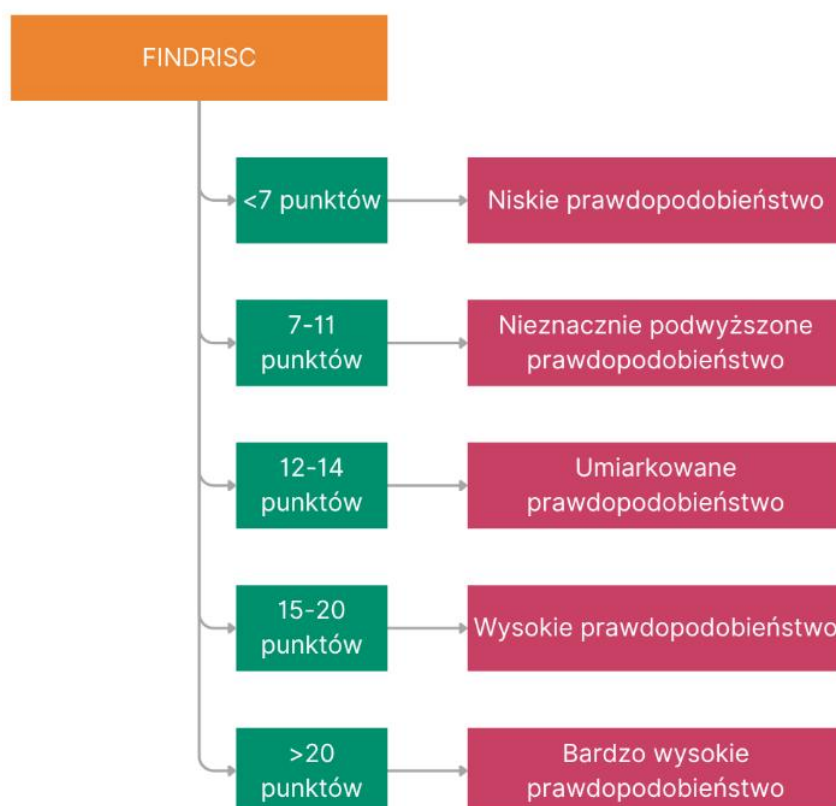 FINDRISC
<7 punktów
Niskie prawdopodobieństwo
7-11
punktów
Nieznacznie podwyższone
prawdopodobieństwo
12-14
punktów
Umiarkowane
prawdopodobieństwo
15-20
punktów
Wysokie prawdopodobieństwo
>20
punktów
Bardzo wysokie
prawdopodobieństwo